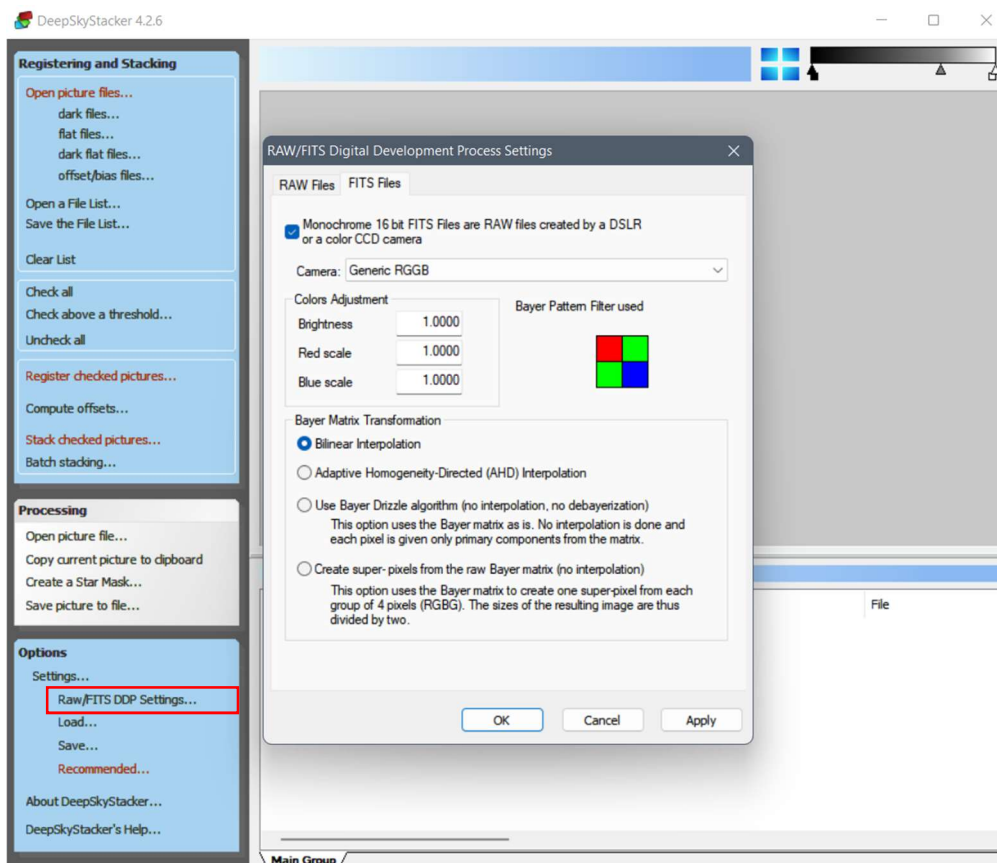 DeepSkyStacker 4.2.6
Registering and Stacking
Open picture files...
dark files...
flat files...
dark flat files...
offset/bias files...
Open a File List...
Save the File List...
Clear List
Check all
Check above a threshold...
Uncheck all
Register checked pictures...
Compute offsets...
Stack checked pictures...
Batch stacking...
Processing
Open picture file...
Copy current picture to clipboard
Create a Star Mask...
Save picture to file...
Options
Settings...
Raw/FITS DDP Settings...
Load...
Save...
Recommended...
About DeepSkyStacker...
DeepSkyStacker's Help...
RAW/FITS Digital Development Process Settings
RAW Files
FITS Files
Monochrome 16 bit FITS Files are RAW files created by a DSLR
or a color CCD camera
Camera: Generic RGGB
Colors Adjustment
Brightness 1.0000
Red scale 1.0000
Blue scale 1.0000
Bayer Pattern Filter used
Bayer Matrix Transformation
Bilinear Interpolation
Adaptive Homogeneity-Directed (AHD) Interpolation
Use Bayer Drizzle algorithm (no interpolation, no debayerization)
This option uses the Bayer matrix as is. No interpolation is done and
each pixel is given only primary components from the matrix.
Create super- pixels from the raw Bayer matrix (no interpolation)
This option uses the Bayer matrix to create one super-pixel from each
group of 4 pixels (RGBG). The sizes of the resulting image are thus
divided by two.
OK
Cancel
Apply
File
Main Group